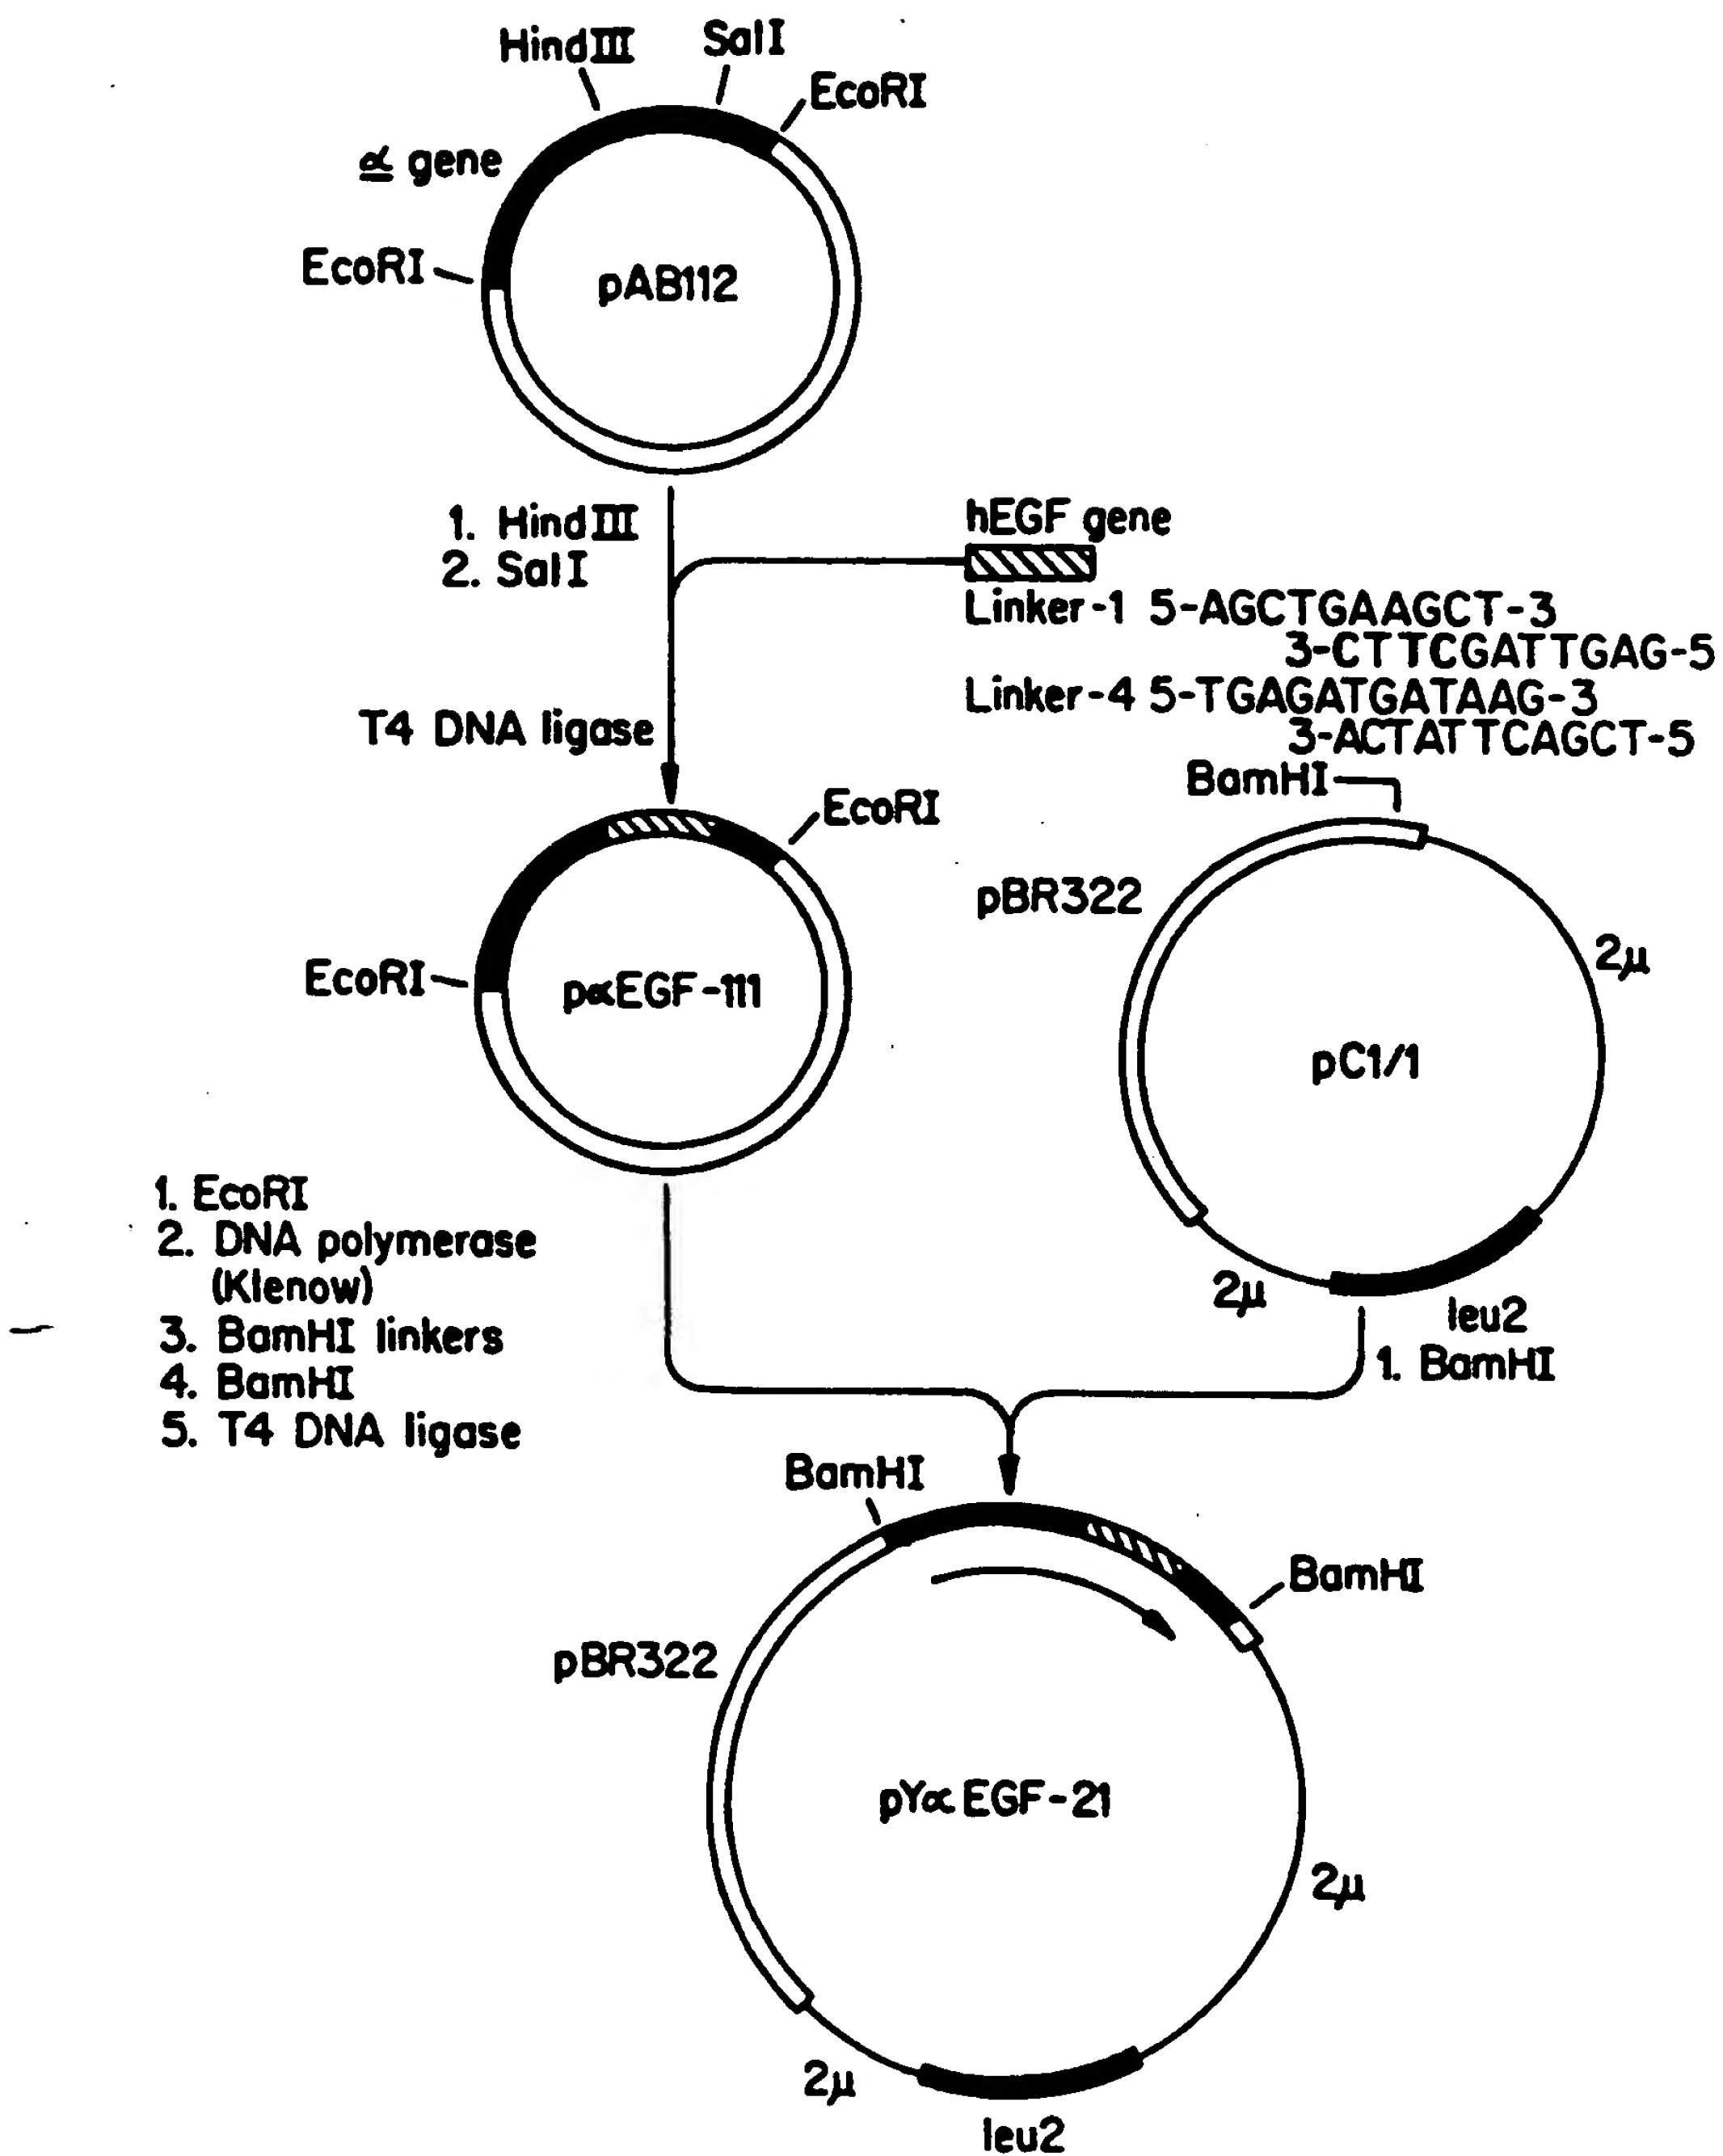 HindIII
SalI
EcoRI
α gene
EcoRI
pAB112
1. HindIII
2. SalI
hEGF gene
Linker-1 5-AGCTGAAGCT-3
3-CTTCGATTGAG-5
Linker-4 5-TGAGATGATAAG-3
3-ACTATTCAGCT-5
T4 DNA ligase
BamHI
EcoRI
pBR322
2μ
EcoRI
pαEGF-111
pC1/1
1. EcoRI
2. DNA polymerase
(Klenow)
3. BamHI linkers
4. BamHI
5. T4 DNA ligase
2μ
leu2
1. BamHI
BamHI
BamHI
pBR322
pYαEGF-21
2μ
2μ
leu2